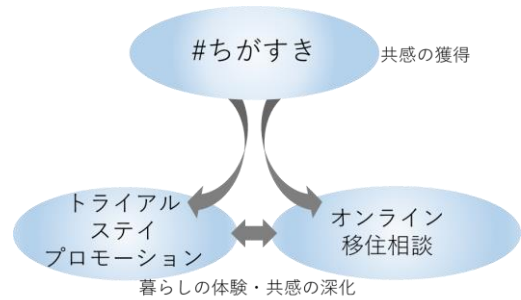 #ちがすき
共感の獲得
トライアル
ステイ
プロモーション
オンライン
移住相談
暮らしの体験・共感の深化